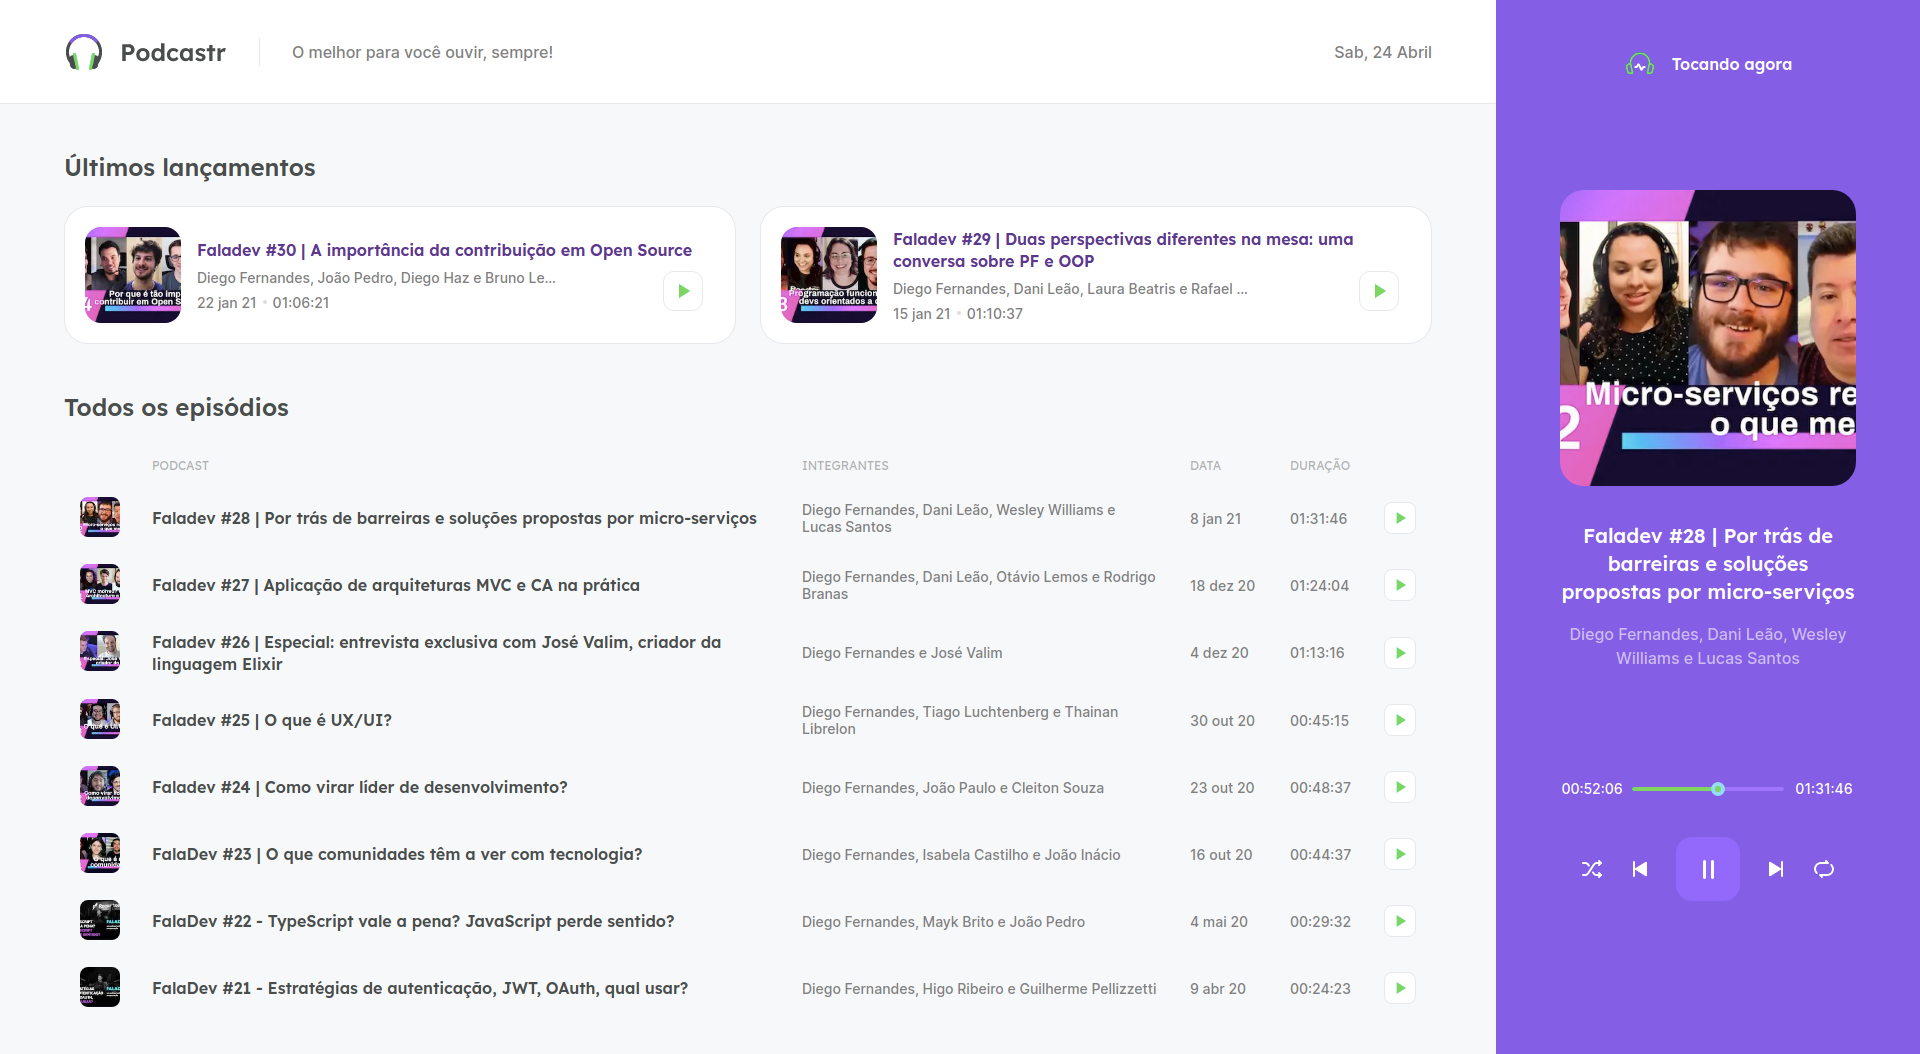 Podcastr
O melhor para você ouvir, sempre!
Sab, 24 Abril
Últimos lançamentos
Por que é tão imp
contribuir em Open S
Faladev #30 | A importância da contribuição em Open Source
Diego Fernandes, João Pedro, Diego Haz e Bruno Le...
22 jan 21 • 01:06:21
Programação funcion
devs orientados a
Faladev #29 | Duas perspectivas diferentes na mesa: uma
conversa sobre PF e OOP
Diego Fernandes, Dani Leão, Laura Beatris e Rafael ...
15 jan 21 • 01:10:37
Todos os episódios
PODCAST
INTEGRANTES
DATA
DURAÇÃO
Faladev #28 | Por trás de barreiras e soluções propostas por micro-serviços
Diego Fernandes, Dani Leão, Wesley Williams e
Lucas Santos
8 jan 21
01:31:46
Faladev #27 | Aplicação de arquiteturas MVC e CA na prática
Diego Fernandes, Dani Leão, Otávio Lemos e Rodrigo
Branas
18 dez 20
01:24:04
Faladev #26 | Especial: entrevista exclusiva com José Valim, criador da
linguagem Elixir
Diego Fernandes e José Valim
4 dez 20
01:13:16
Faladev #25 | O que é UX/UI?
Diego Fernandes, Tiago Luchtenberg e Thainan
Librelon
30 out 20
00:45:15
Faladev #24 | Como virar líder de desenvolvimento?
Diego Fernandes, João Paulo e Cleiton Souza
23 out 20
00:48:37
FalaDev #23 | O que comunidades têm a ver com tecnologia?
Diego Fernandes, Isabela Castilho e João Inácio
16 out 20
00:44:37
FalaDev #22 - TypeScript vale a pena? JavaScript perde sentido?
Diego Fernandes, Mayk Brito e João Pedro
4 mai 20
00:29:32
FalaDev #21 - Estratégias de autenticação, JWT, OAuth, qual usar?
Diego Fernandes, Higo Ribeiro e Guilherme Pellizzetti
9 abr 20
00:24:23
Tocando agora
Micro-serviços re
2 o que me
Faladev #28 | Por trás de
barreiras e soluções
propostas por micro-serviços
Diego Fernandes, Dani Leão, Wesley
Williams e Lucas Santos
00:52:06
01:31:46